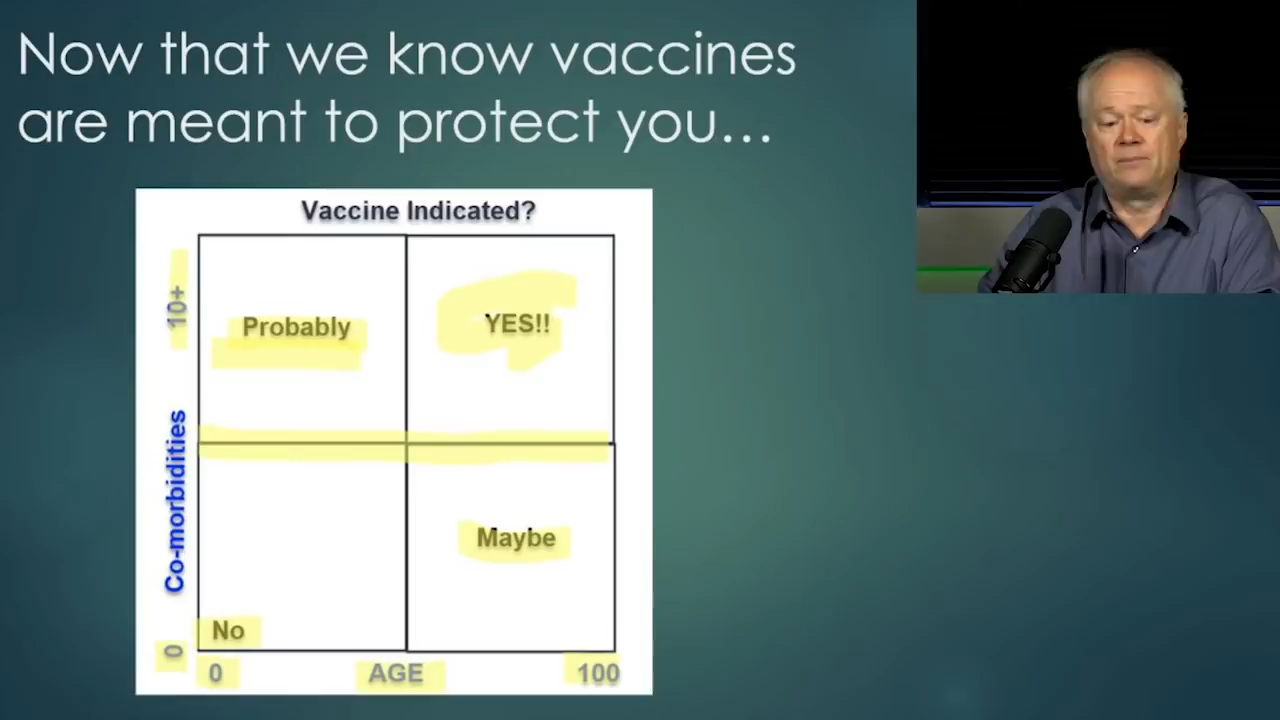 Now that we know vaccines
are meant to protect you…
Vaccine Indicated?
10+
Probably
YES!!
Co-morbidities
Maybe
No
0
0
AGE
100